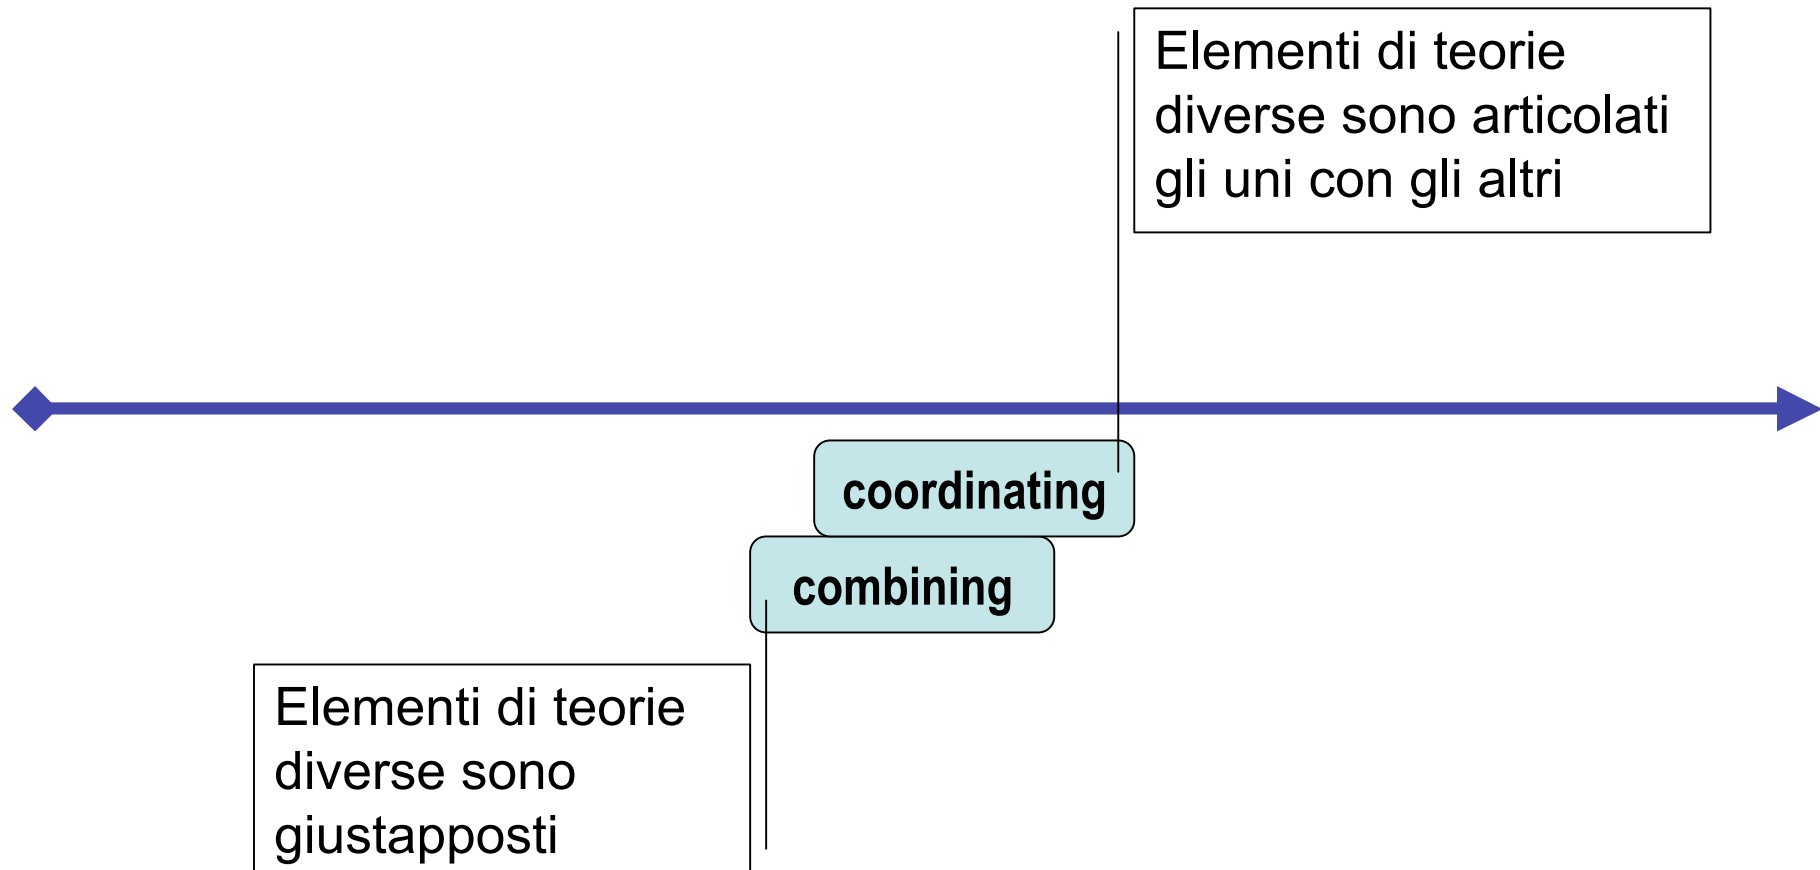 Elementi di teorie
diverse sono articolati
gli uni con gli altri
coordinating
combining
Elementi di teorie
diverse sono
giustapposti